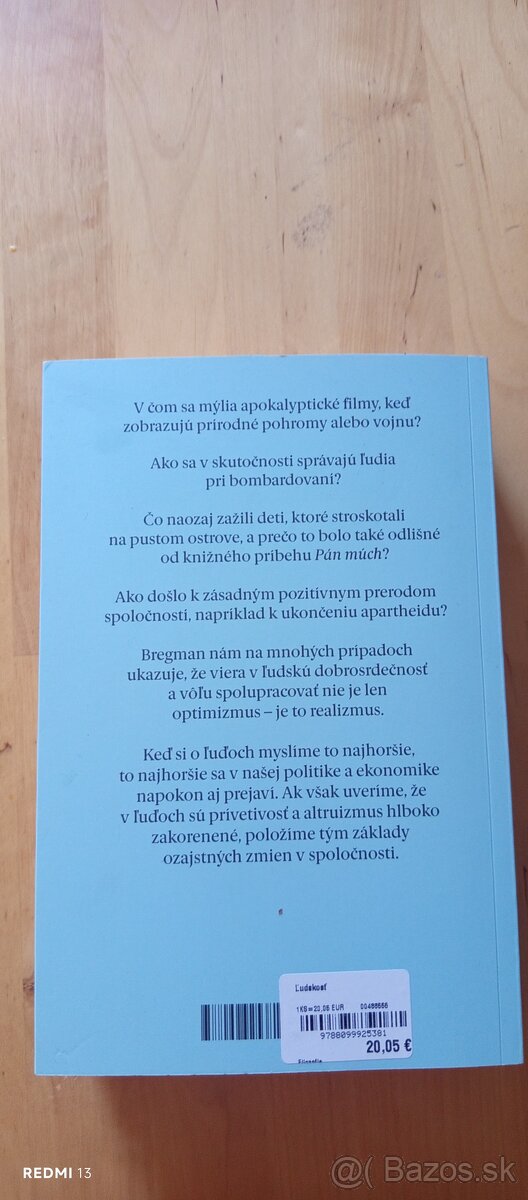 V čom sa mýlia apokalyptické filmy, keď
zobrazujú prírodné pohromy alebo vojnu?
Ako sa v skutočnosti správajú ľudia
pri bombardovaní?
Čo naozaj zažili deti, ktoré stroskotali
na pustom ostrove, a prečo to bolo také odlišné
od knižného príbehu Pán múch?
Ako došlo k zásadným pozitívnym prerodom
spoločností, napríklad k ukončeniu apartheidu?
Bregman nám na mnohých prípadoch
ukazuje, že viera v ľudskú dobrosrdečnosť
a vôľu spolupracovať nie je len
optimizmus – je to realizmus.
Keď si o ľuďoch myslíme to najhoršie,
to najhoršie sa v našej politike a ekonomike
napokon aj prejaví. Ak však uveríme, že
v ľuďoch sú prívetivosť a altruizmus hlboko
zakorenené, položíme tým základy
ozajstných zmien v spoločnosti.
Ľudskosť
1KS=20,05 EUR 00488666
9788099925381
20,05 €
Filozofia
REDMI 13
@( Bazos.sk